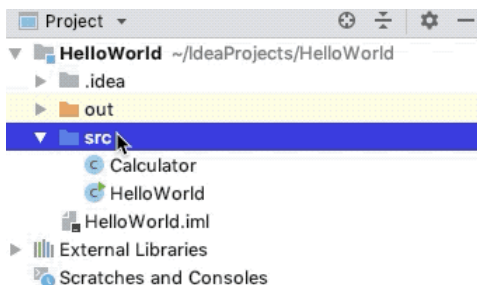 Project
HelloWorld ~/IdeaProjects/HelloWorld
.idea
out
src
Calculator
HelloWorld
HelloWorld.iml
External Libraries
Scratches and Consoles